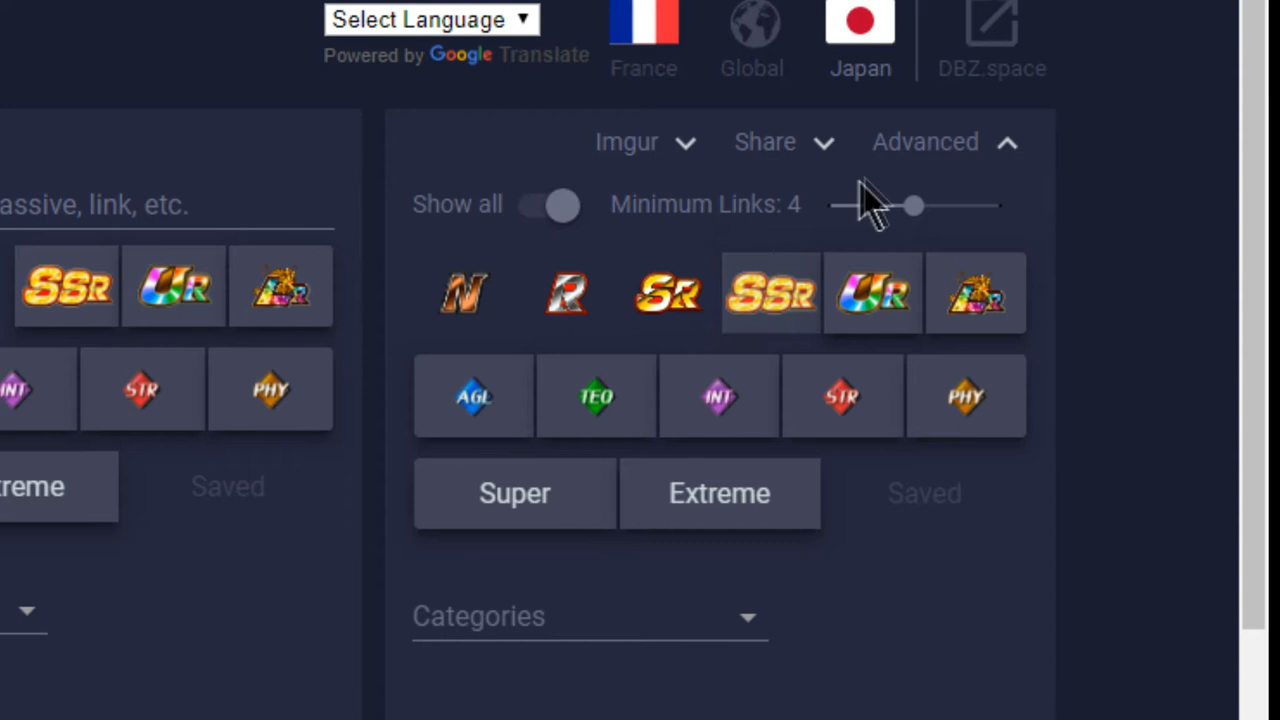 Select Language
Powered by Google Translate
France
Global
Japan
DBZ.space
Imgur
Share
Advanced
assive, link, etc.
Show all
Minimum Links: 4
SSR
UR
LR
N
R
SR
SSR
UR
LR
INT
STR
PHY
AGL
TEQ
INT
STR
PHY
treme
Saved
Super
Extreme
Saved
Categories